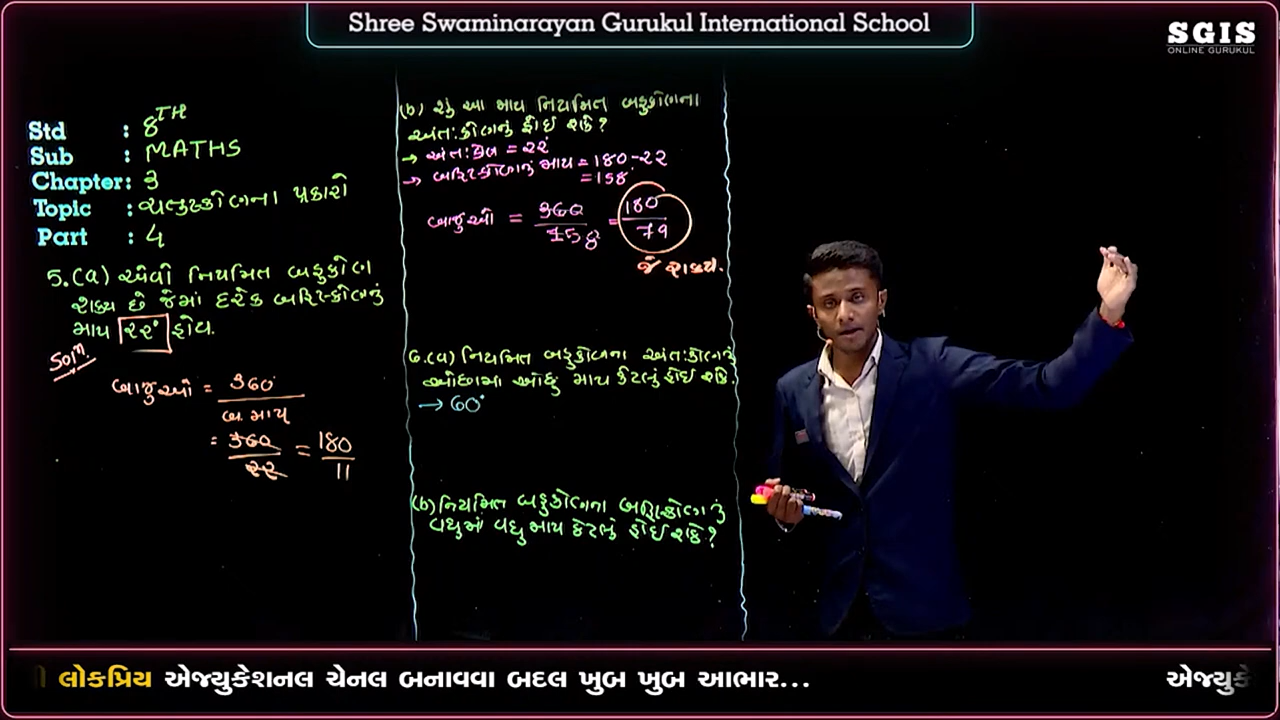 Shree Swaminarayan Gurukul International School
SGIS
ONLINE GURUKUL
Std : 8TH
Sub : MATHS
Chapter: 3
Topic : ચતુષ્કોણના પ્રકારો
Part : 4
5.(a) એવો નિયમિત બહુકોણ
શક્ય છે જેમાં દરેક બહિષ્કોણનું
માપ ૨૨° હોય.
Soln.
બાજુઓ = 360°
બ. માપ
= 360 = 180
૨૨ 11
(b) શું આ માપ નિયમિત બહુકોણના
અંત:કોણનું હોઈ શકે?
→ અંત:કોણ = ૨૨
→ બહિષ્કોણનું માપ = 180-22
= 158
બાજુઓ = 360 = 180
158 79
જે શક્ય.
6.(a) નિયમિત બહુકોણના અંત:કોણનું
ઓછામાં ઓછુ માપ કેટલું હોઈ શકે.
→ 60°
(b) નિયમિત બહુકોણના બહિષ્કોણનું
વધુમાં વધુ માપ કેટલું હોઈ શકે?
લોકપ્રિય એજ્યુકેશનલ ચેનલ બનાવવા બદલ ખુબ ખુબ આભાર...